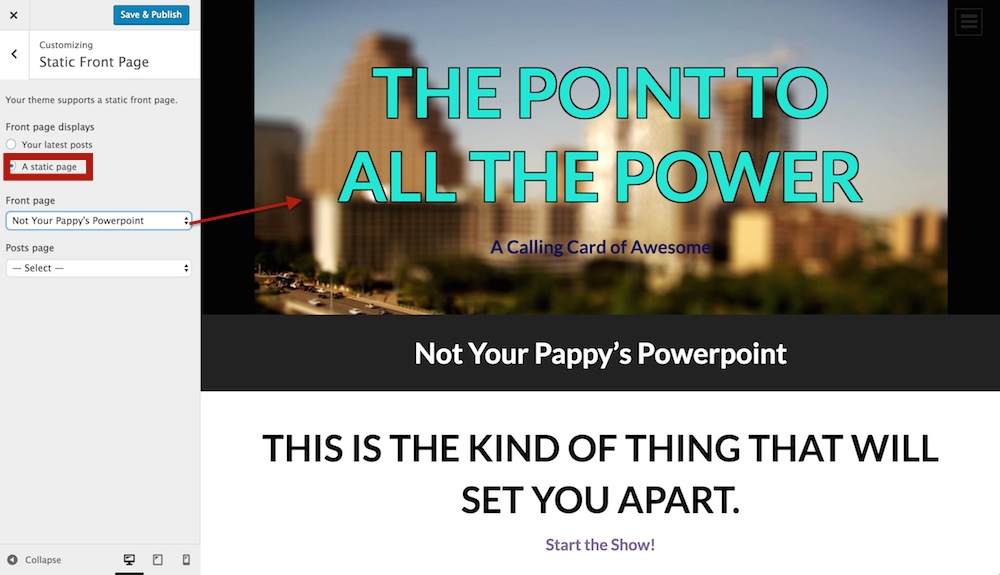 Save & Publish
Customizing
Static Front Page
Your theme supports a static front page.
Front page displays
Your latest posts
A static page
Front page
Not Your Pappy's Powerpoint
Posts page
— Select —
Collapse
THE POINT TO
ALL THE POWER
A Calling Card of Awesome
Not Your Pappy’s Powerpoint
THIS IS THE KIND OF THING THAT WILL
SET YOU APART.
Start the Show!